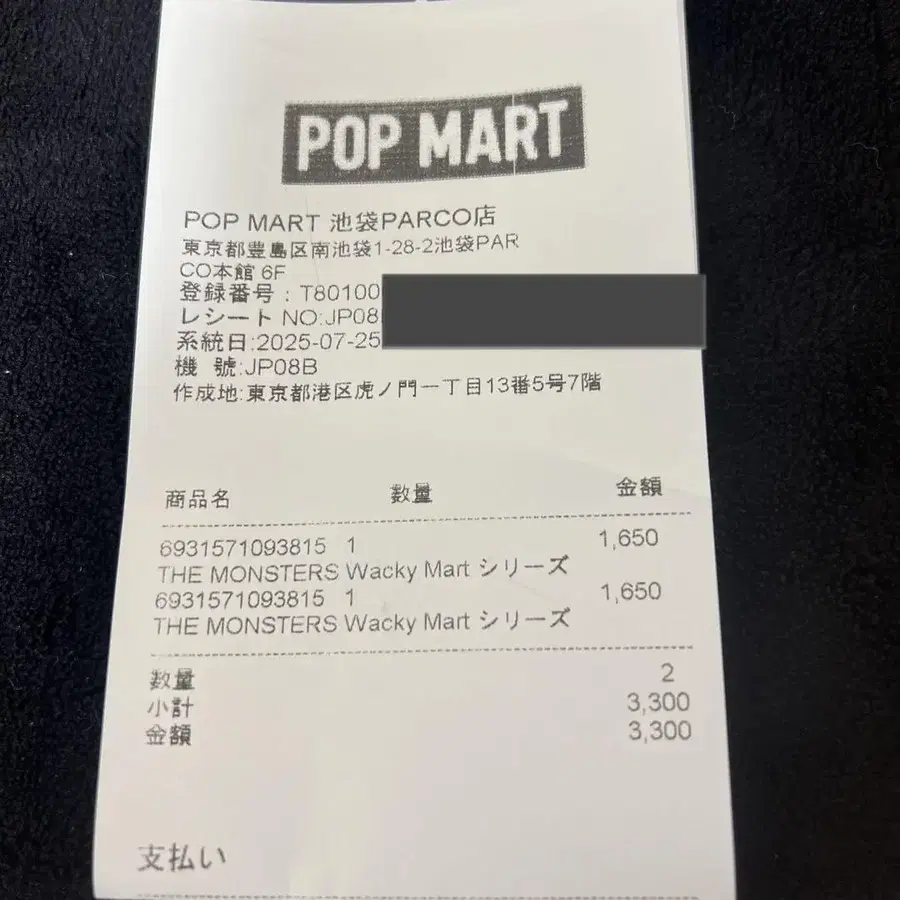 POP MART
POP MART 池袋PARCO店
東京都豊島区南池袋1-28-2池袋PAR
CO本館 6F
登録番号：T80100
レシート NO:JP08
系統日:2025-07-25
機 號:JP08B
作成地:東京都港区虎ノ門一丁目13番5号7階
商品名 数量 金額
6931571093815 1 1,650
THE MONSTERS Wacky Mart シリーズ
6931571093815 1 1,650
THE MONSTERS Wacky Mart シリーズ
数量 2
小計 3,300
金額 3,300
支払い